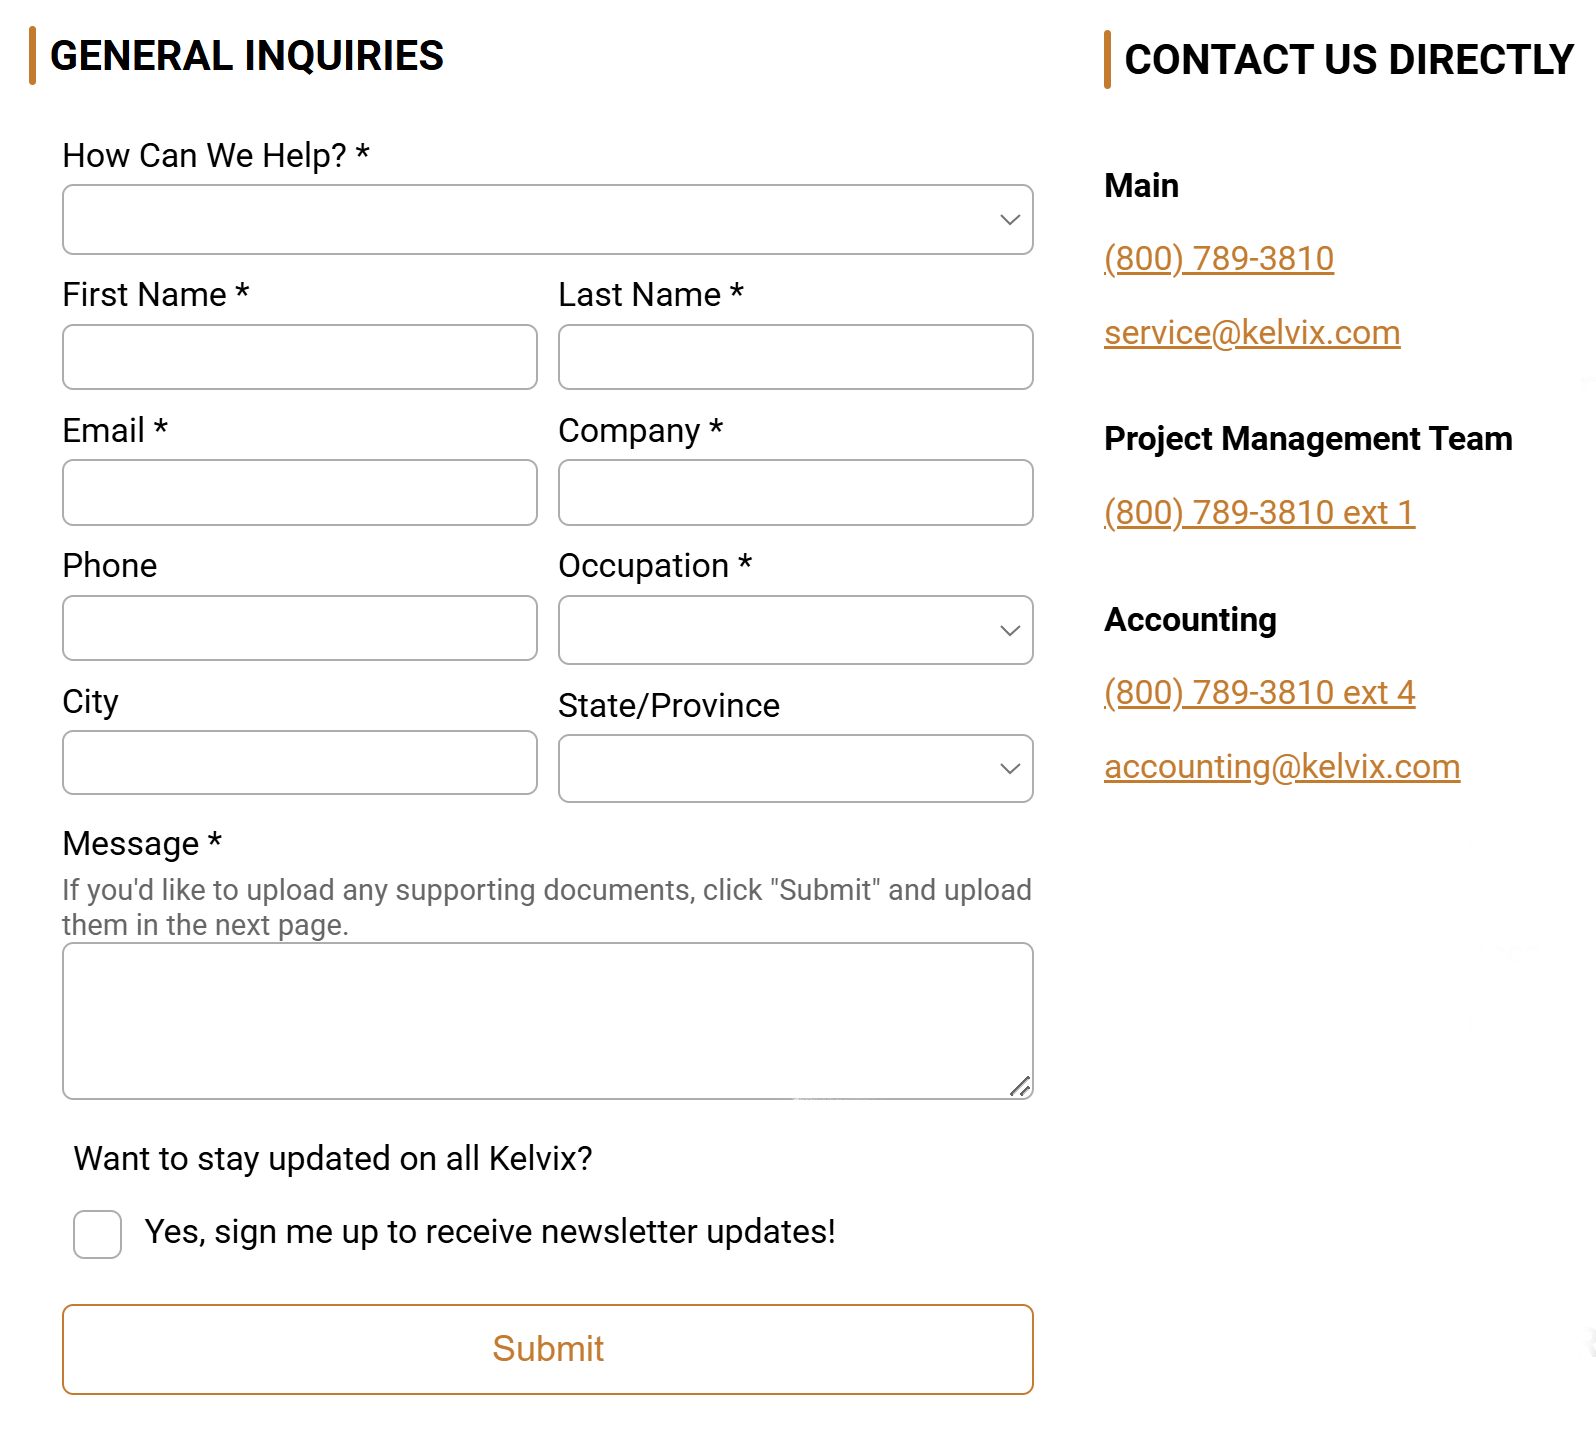 GENERAL INQUIRIES
How Can We Help? *
First Name *
Last Name *
Email *
Company *
Phone
Occupation *
City
State/Province
Message *
If you'd like to upload any supporting documents, click "Submit" and upload
them in the next page.
Want to stay updated on all Kelvix?
Yes, sign me up to receive newsletter updates!
Submit
CONTACT US DIRECTLY
Main
(800) 789-3810
service@kelvix.com
Project Management Team
(800) 789-3810 ext 1
Accounting
(800) 789-3810 ext 4
accounting@kelvix.com